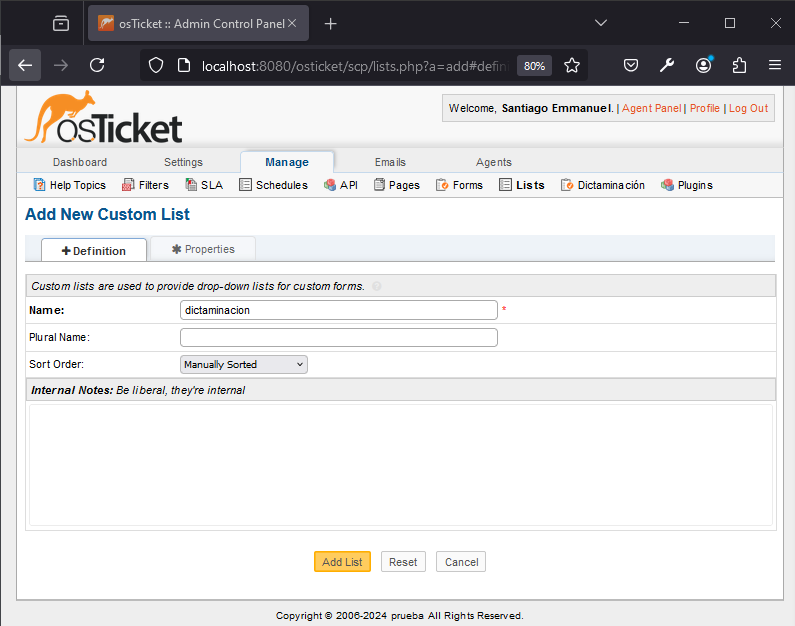 osTicket :: Admin Control Panel
localhost:8080/osticket/scp/lists.php?a=add#defin
80%
osTicket
Welcome, Santiago Emmanuel. | Agent Panel | Profile | Log Out
Dashboard Settings Manage Emails Agents
Help Topics Filters SLA Schedules API Pages Forms Lists Dictaminación Plugins
Add New Custom List
Definition Properties
Custom lists are used to provide drop-down lists for custom forms.
Name: dictaminacion *
Plural Name:
Sort Order: Manually Sorted
Internal Notes: Be liberal, they're internal
Add List Reset Cancel
Copyright © 2006-2024 prueba All Rights Reserved.